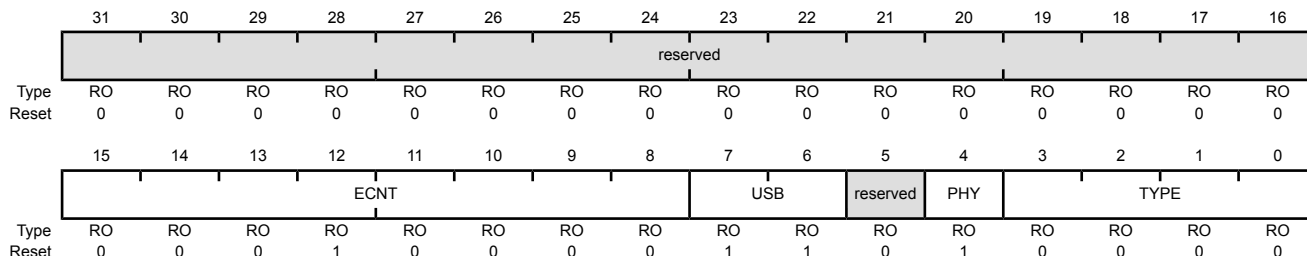 31 30 29 28 27 26 25 24 23 22 21 20 19 18 17 16
reserved
Type RO RO RO RO RO RO RO RO RO RO RO RO RO RO RO RO
Reset 0 0 0 0 0 0 0 0 0 0 0 0 0 0 0 0
15 14 13 12 11 10 9 8 7 6 5 4 3 2 1 0
ECNT USB reserved PHY TYPE
Type RO RO RO RO RO RO RO RO RO RO RO RO RO RO RO RO
Reset 0 0 0 1 0 0 0 0 1 1 0 1 0 0 0 0